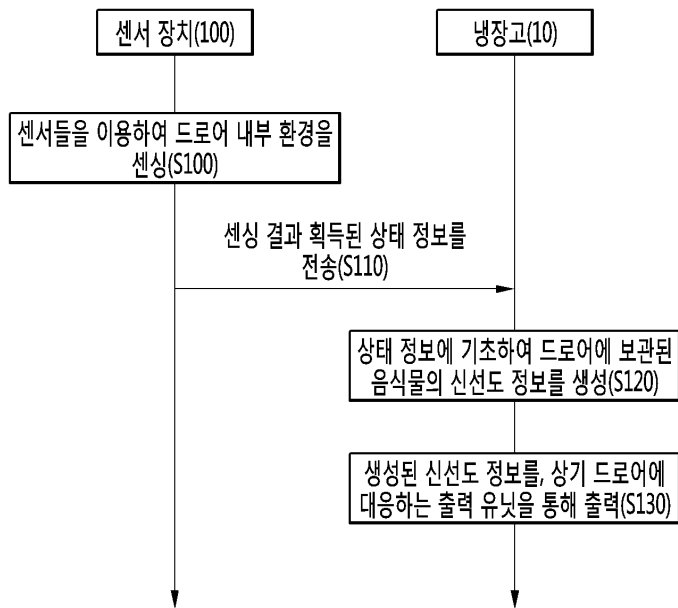 센서 장치(100)
냉장고(10)
센서들을 이용하여 드로어 내부 환경을
센싱(S100)
센싱 결과 획득된 상태 정보를
전송(S110)
상태 정보에 기초하여 드로어에 보관된
음식물의 신선도 정보를 생성(S120)
생성된 신선도 정보를, 상기 드로어에
대응하는 출력 유닛을 통해 출력(S130)